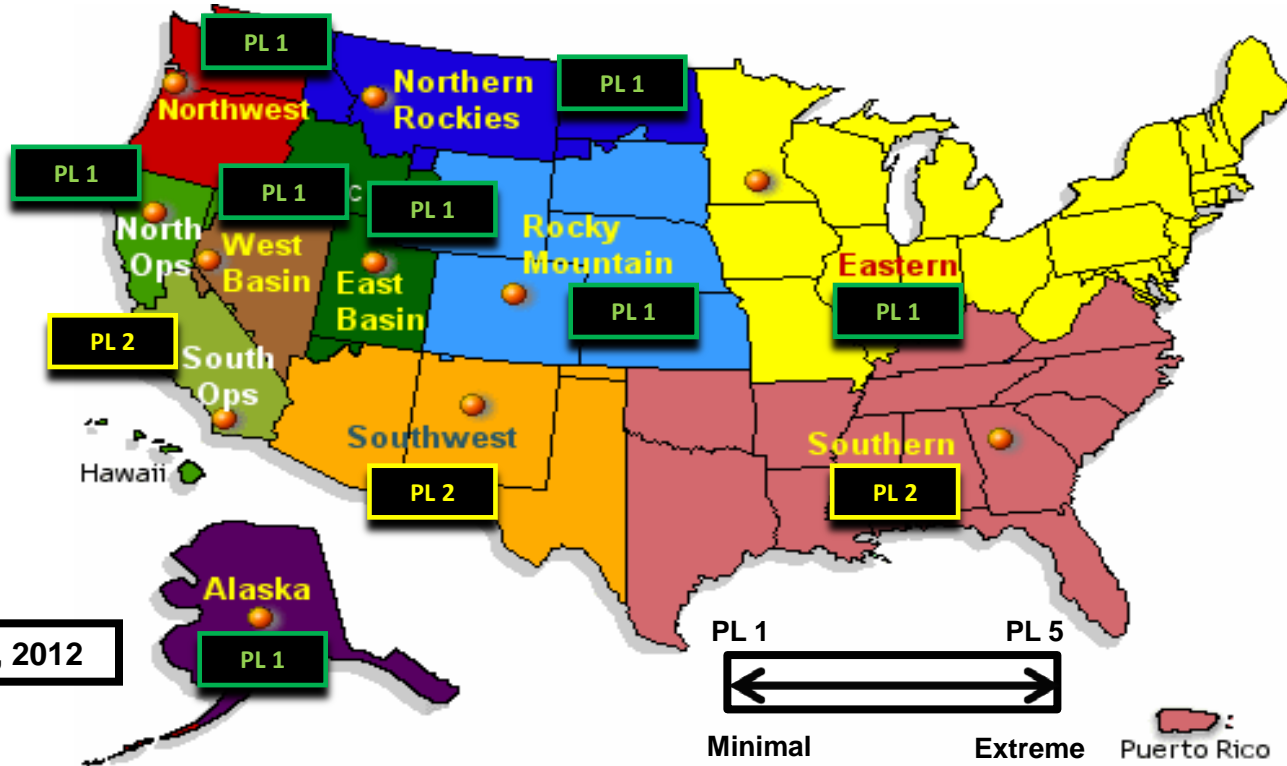 PL 1
Northwest
Northern
Rockies
PL 1
PL 1
North
Ops
PL 1
West
Basin
PL 1
East
Basin
Rocky
Mountain
PL 1
Eastern
PL 1
PL 2
South
Ops
Southwest
PL 2
Southern
PL 2
Hawaii
Alaska
PL 1
, 2012
PL 1
PL 5
Minimal
Extreme
Puerto Rico